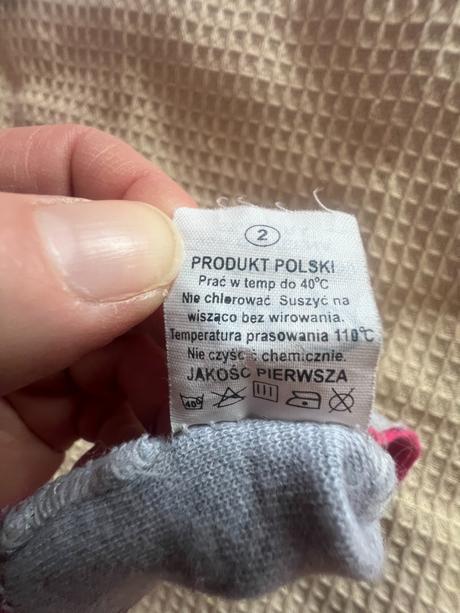 2
PRODUKT POLSKI
Prać w temp do 40°C
Nie chlorować Suszyć na
wisząco bez wirowania.
Temperatura prasowania 110°C
Nie czyścić chemicznie.
JAKOŚĆ PIERWSZA
40°